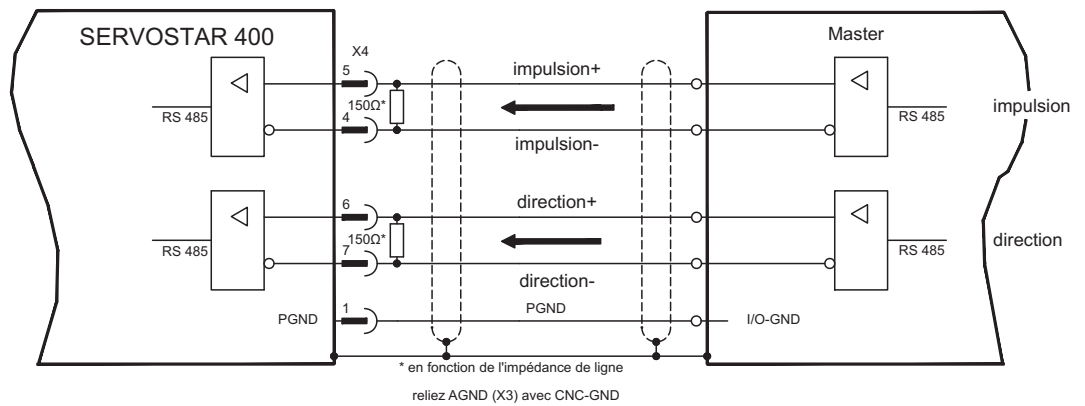 SERVOSTAR 400
Master
X4
5
impulsion+
150Ω*
RS 485
RS 485
impulsion
4
impulsion-
6
direction+
150Ω*
RS 485
RS 485
direction
7
direction-
PGND
1
PGND
I/O-GND
* en fonction de l'impédance de ligne
reliez AGND (X3) avec CNC-GND